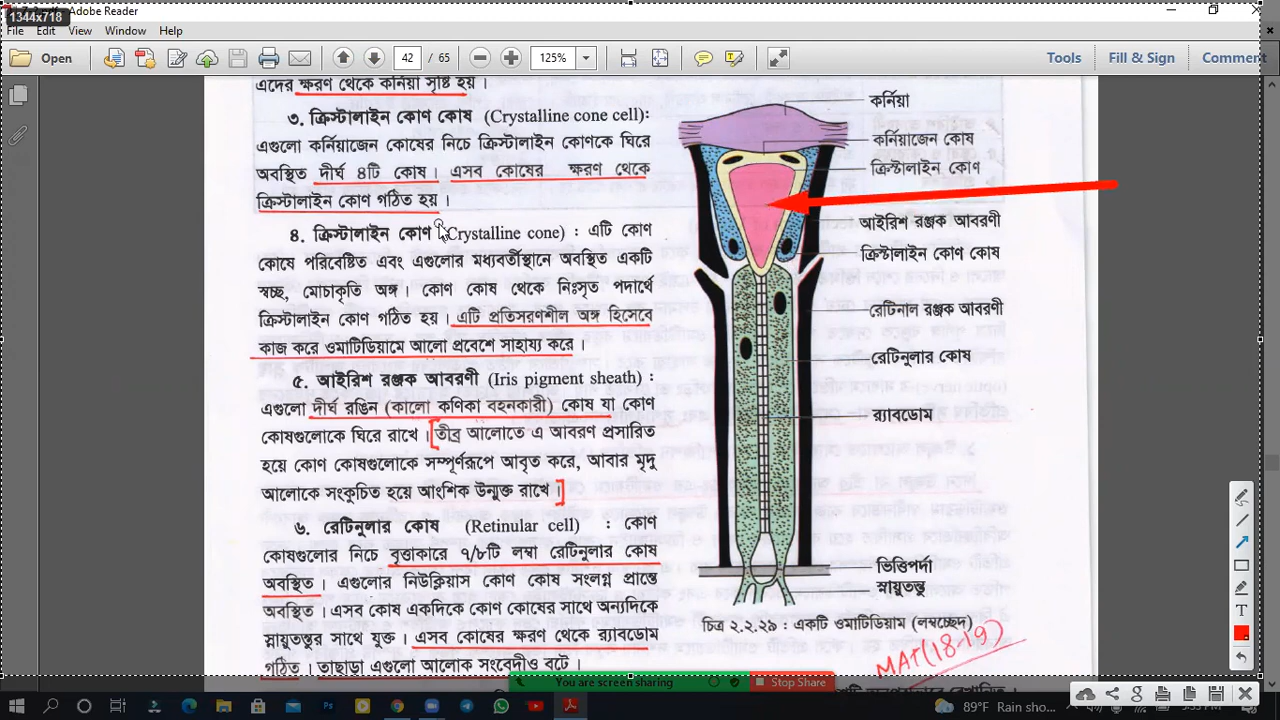 1344x718
Adobe Reader
File Edit View Window Help
Open 42 / 65 125% Tools Fill & Sign Comment
এদের ক্ষরণ থেকে কর্নিয়া সৃষ্টি হয় ।
৩. ক্রিস্টালাইন কোণ কোষ (Crystalline cone cell):
এগুলো কর্নিয়াজেন কোষের নিচে ক্রিস্টালাইন কোণকে ঘিরে
অবস্থিত দীর্ঘ ৪টি কোষ। এসব কোষের ক্ষরণ থেকে
ক্রিস্টালাইন কোণ গঠিত হয় ।
৪. ক্রিস্টালাইন কোণ (Crystalline cone) : এটি কোণ
কোষে পরিবেষ্টিত এবং এগুলোর মধ্যবর্তীস্থানে অবস্থিত একটি
স্বচ্ছ, মোচাকৃতি অঙ্গ । কোণ কোষ থেকে নিঃসৃত পদার্থে
ক্রিস্টালাইন কোণ গঠিত হয় । এটি প্রতিসরণশীল অঙ্গ হিসেবে
কাজ করে ওমাটিডিয়ামে আলো প্রবেশে সাহায্য করে ।
৫. আইরিশ রঞ্জক আবরণী (Iris pigment sheath) :
এগুলো দীর্ঘ রঙিন (কালো কণিকা বহনকারী) কোষ যা কোণ
কোষগুলোকে ঘিরে রাখে । [তীব্র আলোতে এ আবরণ প্রসারিত
হয়ে কোণ কোষগুলোকে সম্পূর্ণরূপে আবৃত করে, আবার মৃদু
আলোকে সংকুচিত হয়ে আংশিক উন্মুক্ত রাখে ।]
৬. রেটিনুলার কোষ (Retinular cell) : কোণ
কোষগুলোর নিচে বৃত্তাকারে ৭/৮টি লম্বা রেটিনুলার কোষ
অবস্থিত । এগুলোর নিউক্লিয়াস কোণ কোষ সংলগ্ন প্রান্তে
অবস্থিত । এসব কোষ একদিকে কোণ কোষের সাথে অন্যদিকে
স্নায়ুতন্তুর সাথে যুক্ত । এসব কোষের ক্ষরণ থেকে র‍্যাবডোম
গঠিত । তাছাড়া এগুলো আলোক সংবেদীও বটে ।
কর্নিয়া
কর্নিয়াজেন কোষ
ক্রিস্টালাইন কোণ
আইরিশ রঞ্জক আবরণী
ক্রিস্টালাইন কোণ কোষ
রেটিনাল রঞ্জক আবরণী
রেটিনুলার কোষ
র‍্যাবডোম
ভিত্তিপর্দা
স্নায়ুতন্তু
চিত্র ২.২.২৯ : একটি ওমাটিডিয়াম (লম্বচ্ছেদ)
MAT(18-19)
You are screen sharing Stop Share
89°F Rain sho...